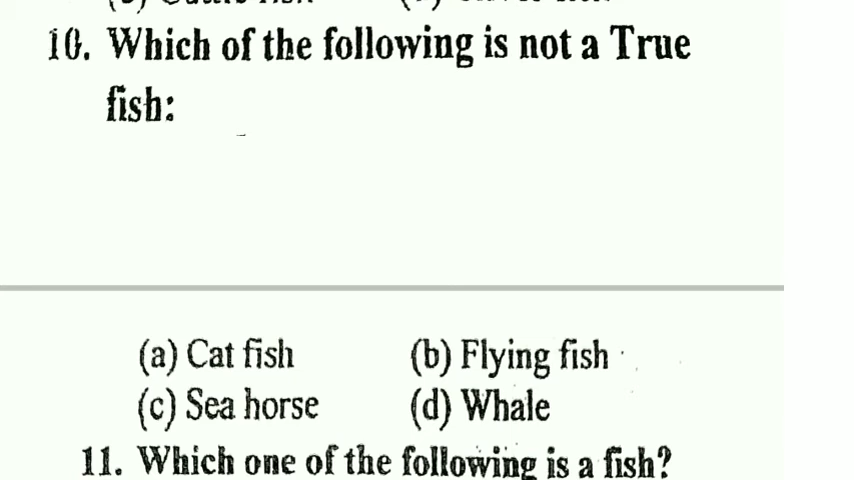 10. Which of the following is not a True
fish:
(a) Cat fish (b) Flying fish
(c) Sea horse (d) Whale
11. Which one of the following is a fish?